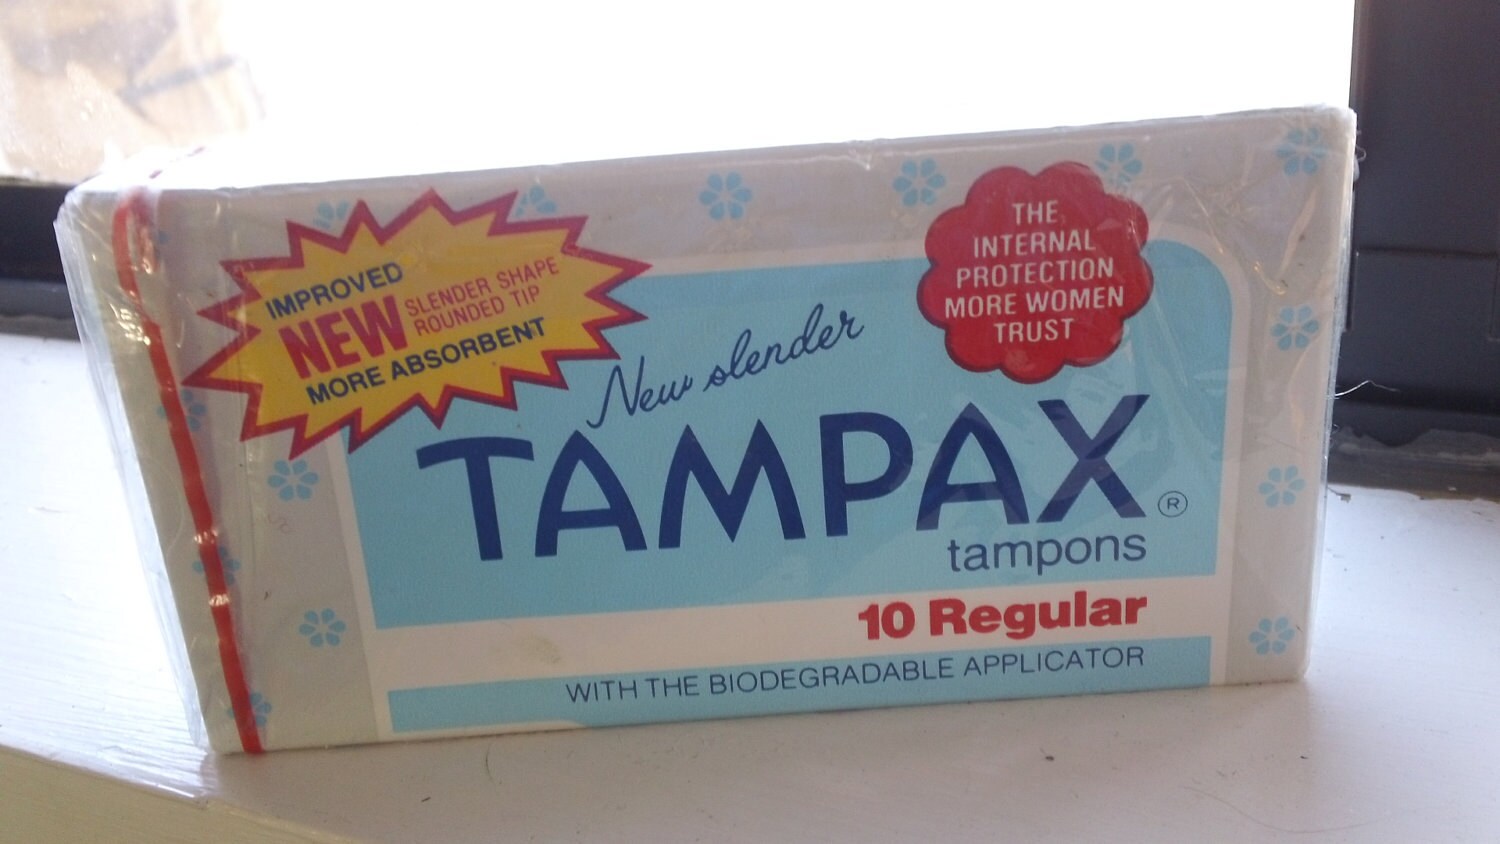 IMPROVED
NEW SLENDER SHAPE
ROUNDED TIP
MORE ABSORBENT
THE
INTERNAL
PROTECTION
MORE WOMEN
TRUST
New slender
TAMPAX®
tampons
10 Regular
WITH THE BIODEGRADABLE APPLICATOR